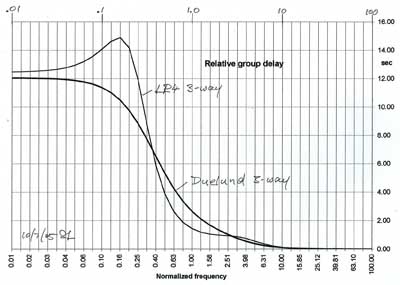 .01 0.1 1.0 10 100
16.00
Relative group delay
sec
14.00
LR4 3-way
12.00
10.00
8.00
6.00
Duelund 3-way
4.00
2.00
0.00
0.01 0.02 0.03 0.04 0.06 0.10 0.16 0.25 0.40 0.63 1.00 1.58 2.51 3.98 6.31 10.00 15.85 25.12 39.81 63.10 100.00
Normalized frequency